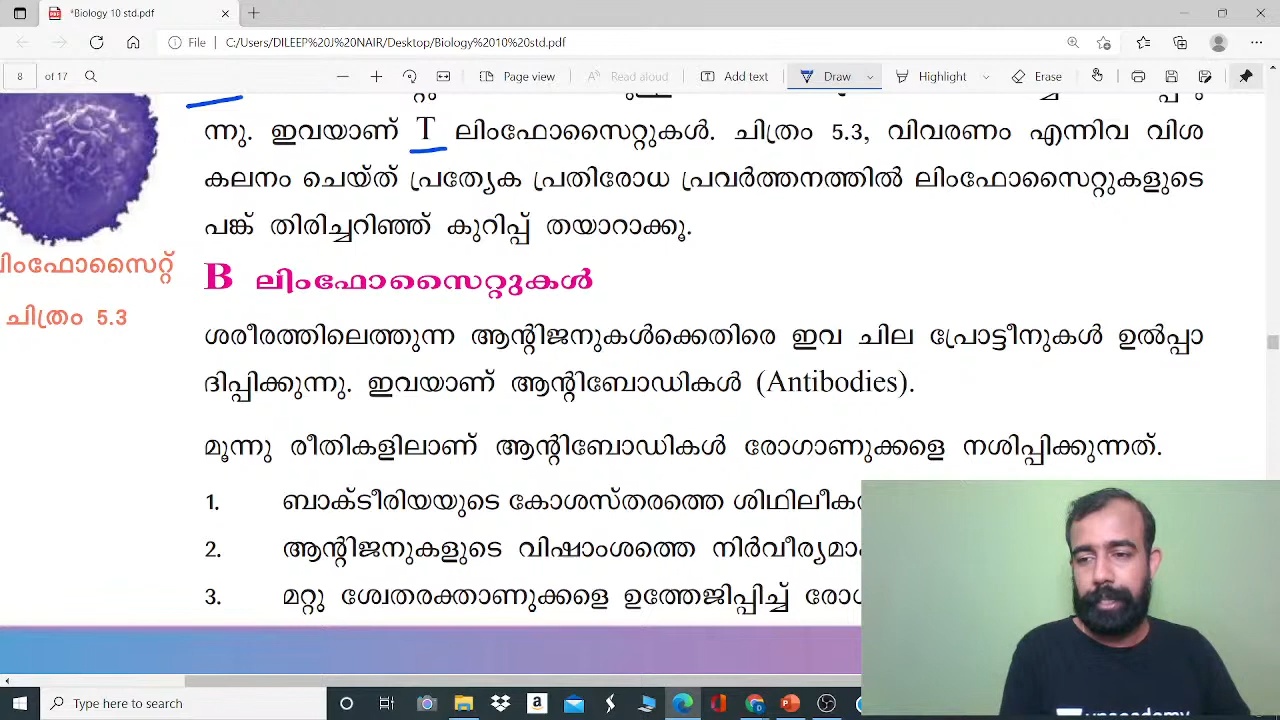 *Biology 10 std.pdf
File
C:/Users/DILEEP%20J%20NAIR/Desktop/Biology%2010%20std.pdf
8 of 17
Page view
Read aloud
Add text
Draw
Highlight
Erase
ന്നു. ഇവയാണ് T ലിംഫോസൈറ്റുകൾ. ചിത്രം 5.3, വിവരണം എന്നിവ വിശ
കലനം ചെയ്ത് പ്രത്യേക പ്രതിരോധ പ്രവർത്തനത്തിൽ ലിംഫോസൈറ്റുകളുടെ
പങ്ക് തിരിച്ചറിഞ്ഞ് കുറിപ്പ് തയാറാക്കൂ.
ലിംഫോസൈറ്റ്
ചിത്രം 5.3
B ലിംഫോസൈറ്റുകൾ
ശരീരത്തിലെത്തുന്ന ആന്റിജനുകൾക്കെതിരെ ഇവ ചില പ്രോട്ടീനുകൾ ഉൽപ്പാ
ദിപ്പിക്കുന്നു. ഇവയാണ് ആന്റിബോഡികൾ (Antibodies).
മൂന്നു രീതികളിലാണ് ആന്റിബോഡികൾ രോഗാണുക്കളെ നശിപ്പിക്കുന്നത്.
1. ബാക്ടീരിയയുടെ കോശസ്തരത്തെ
2. ആന്റിജനുകളുടെ വിഷാംശത്തെ
3. മറ്റു ശ്വേതരക്താണുക്കളെ ഉത്തേജിപ്പിച്ച്
Type here to search